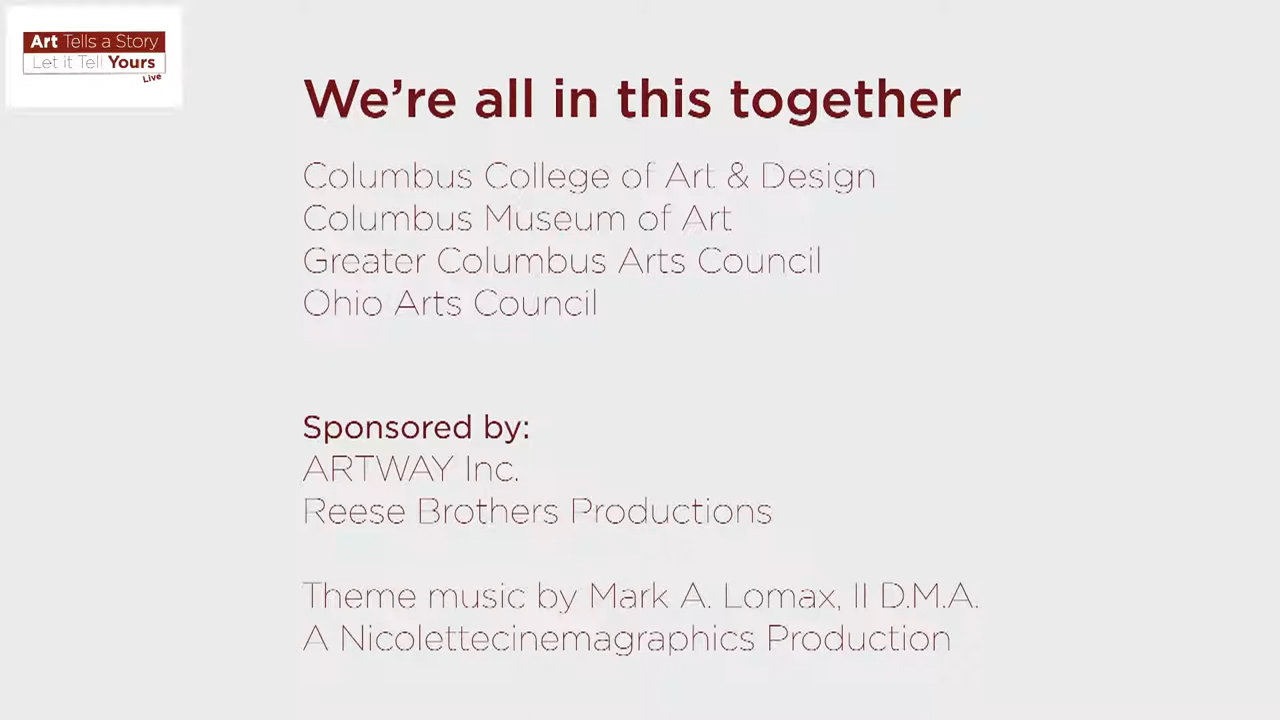 Art Tells a Story
Let it Tell Yours
Live
We're all in this together
Columbus College of Art & Design
Columbus Museum of Art
Greater Columbus Arts Council
Ohio Arts Council
Sponsored by:
ARTWAY Inc.
Reese Brothers Productions
Theme music by Mark A. Lomax, II D.M.A.
A Nicolettecinemagraphics Production